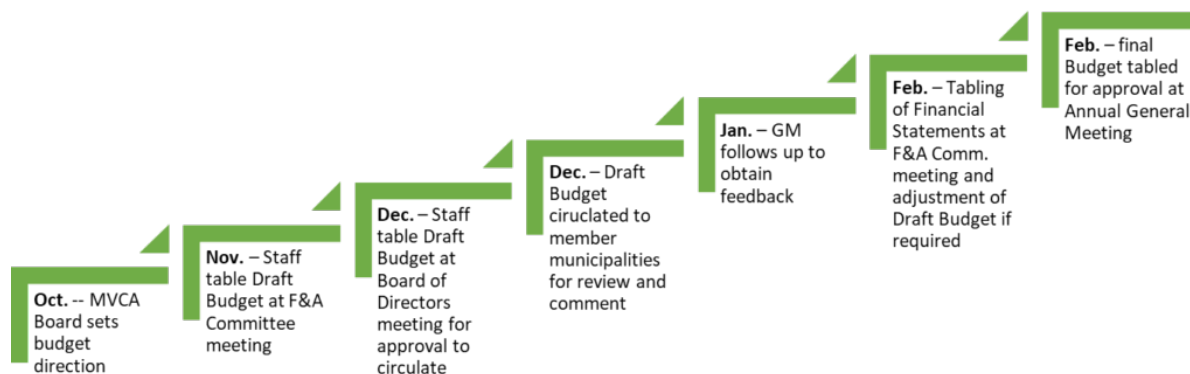 Oct. -- MVCA
Board sets
budget
direction
Nov. – Staff
table Draft
Budget at F&A
Committee
meeting
Dec. – Staff
table Draft
Budget at
Board of
Directors
meeting for
approval to
circulate
Dec. – Draft
Budget
ciruclated to
member
municipalities
for review and
comment
Jan. – GM
follows up to
obtain
feedback
Feb. – Tabling
of Financial
Statements at
F&A Comm.
meeting and
adjustment of
Draft Budget if
required
Feb. – final
Budget tabled
for approval at
Annual General
Meeting